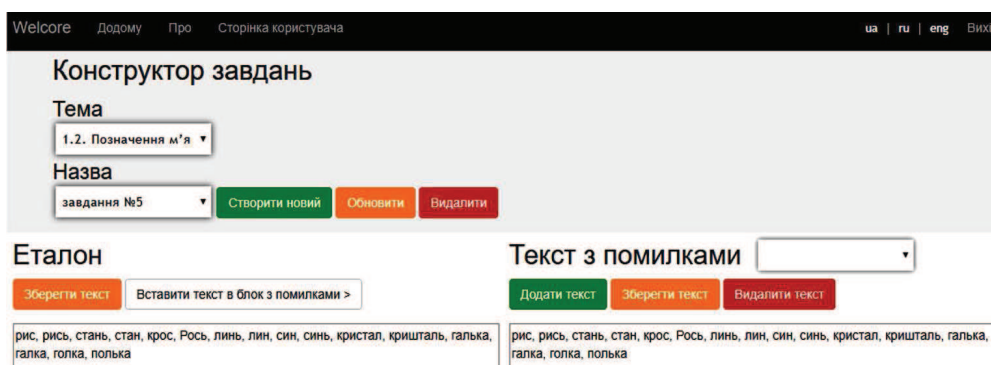 Welcore Додому Про Сторінка користувача ua | ru | eng Вихі
Конструктор завдань
Тема
1.2. Позначення м'я
Назва
завдання №5 Створити новий Обновити Видалити
Еталон
Зберегти текст Вставити текст в блок з помилками >
рис, рись, стань, стан, крос, Рось, линь, лин, син, синь, кристал, кришталь, галька,
галка, голка, полька
Текст з помилками
Додати текст Зберегти текст Видалити текст
рис, рись, стань, стан, крос, Рось, линь, лин, син, синь, кристал, кришталь, галька,
галка, голка, полька